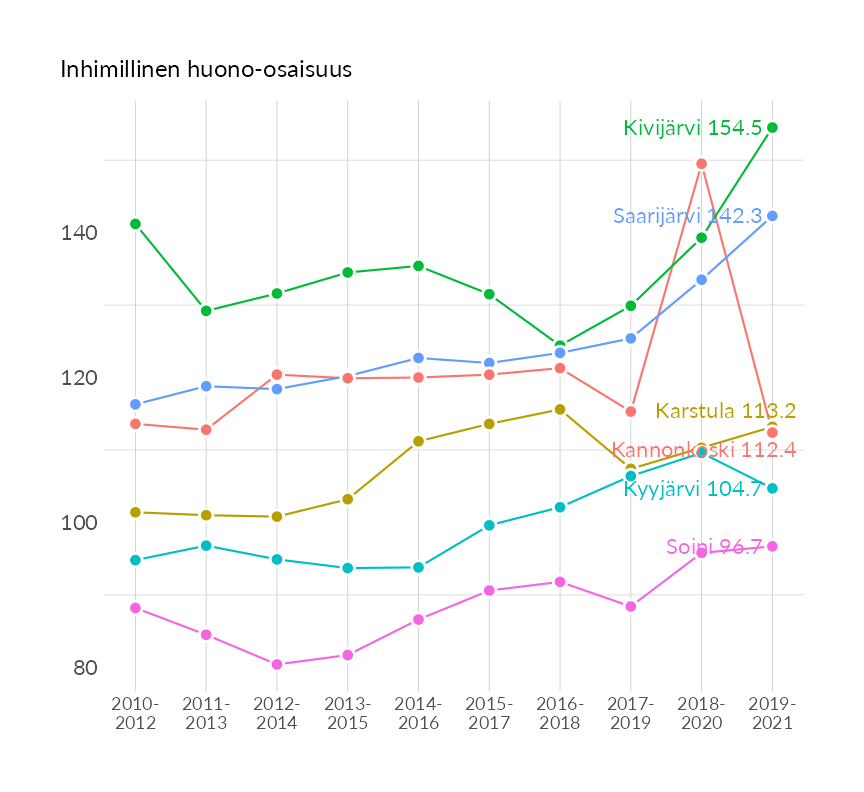 Inhimillinen huono-osaisuus
Kivijärvi 154.5
Saarijärvi 142.3
140
120
Karstula 113.2
Kannonkoski 112.4
Kyyjärvi 104.7
100
Soini 96.7
80
2010- 2011- 2012- 2013- 2014- 2015- 2016- 2017- 2018- 2019-
2012 2013 2014 2015 2016 2017 2018 2019 2020 2021